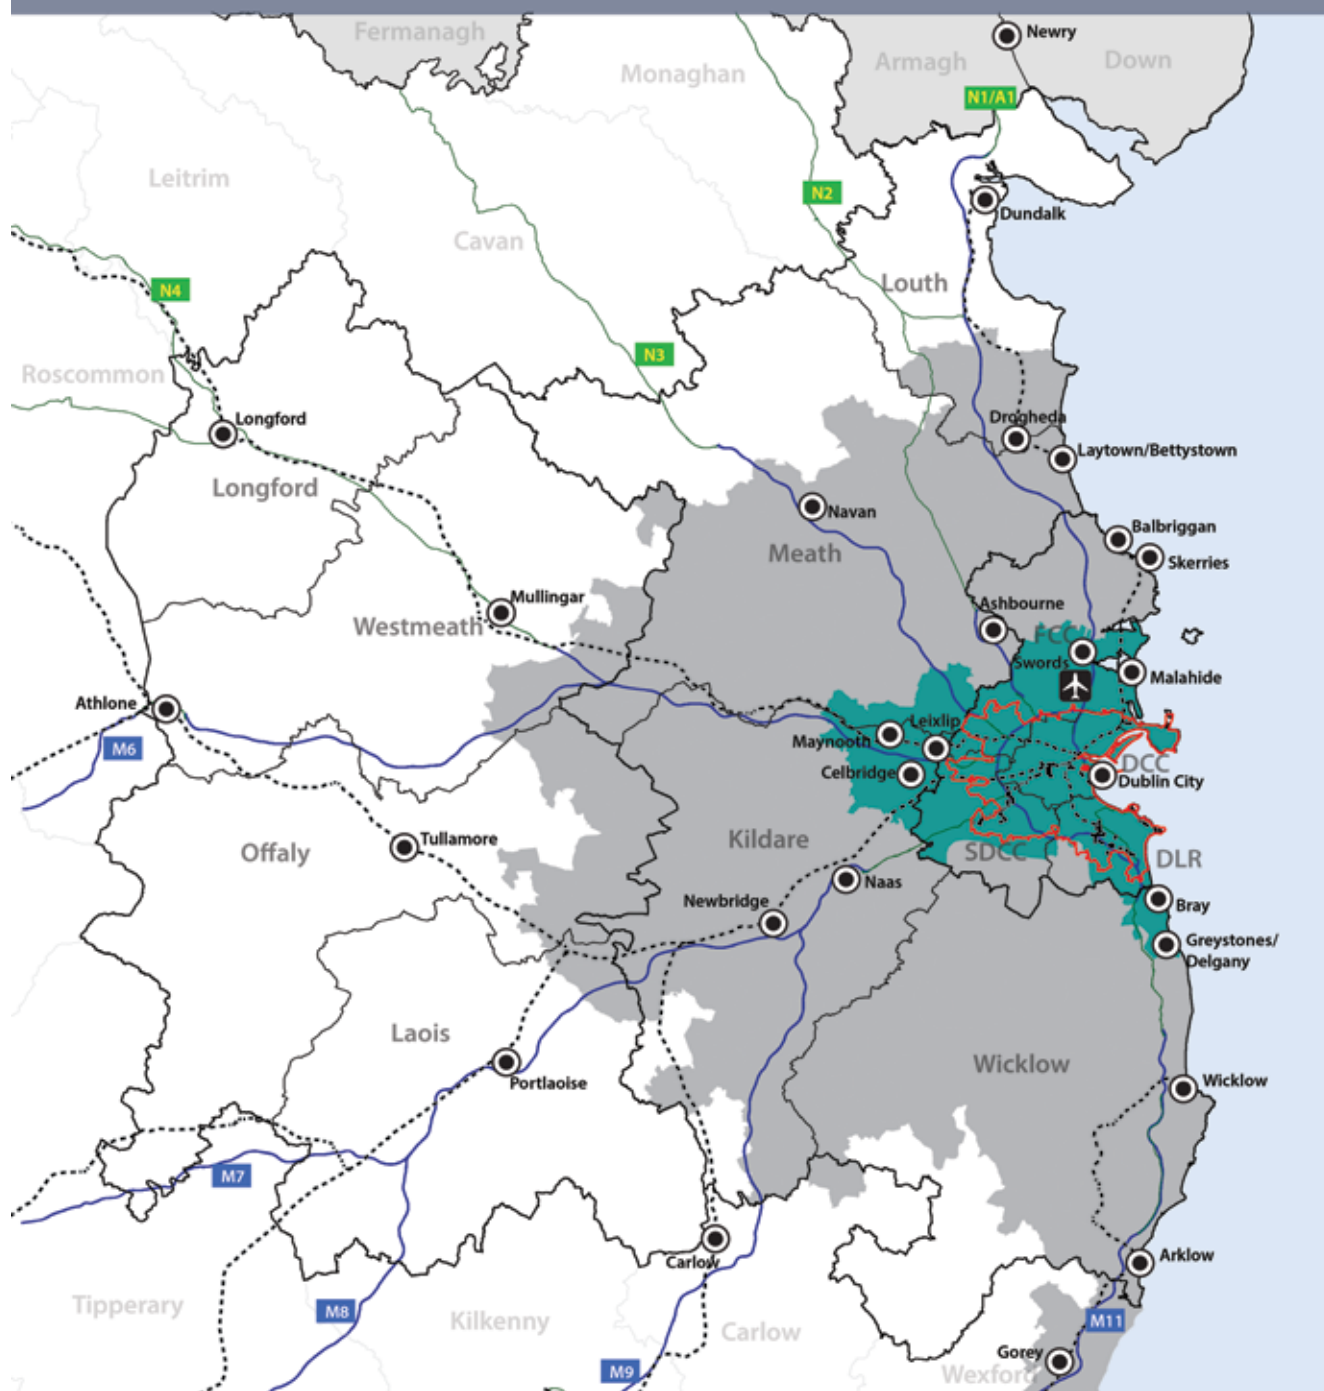 Fermanagh
Newry
Monaghan
Armagh
Down
N1/A1
Leitrim
N2
Dundalk
Cavan
Louth
N4
N3
Roscommon
Longford
Drogheda
Laytown/Bettystown
Longford
Navan
Balbriggan
Meath
Skerries
Ashbourne
Mullingar
Westmeath
FCC
Swords
Malahide
Athlone
Leixlip
M6
Maynooth
DCC
Celbridge
Dublin City
Tullamore
Kildare
Offaly
SDCC
DLR
Naas
Newbridge
Bray
Greystones/
Delgany
Laois
Wicklow
Portlaoise
Wicklow
M7
Carlow
Arklow
Tipperary
M8
Kilkenny
Carlow
M11
Gorey
M9
Wexford